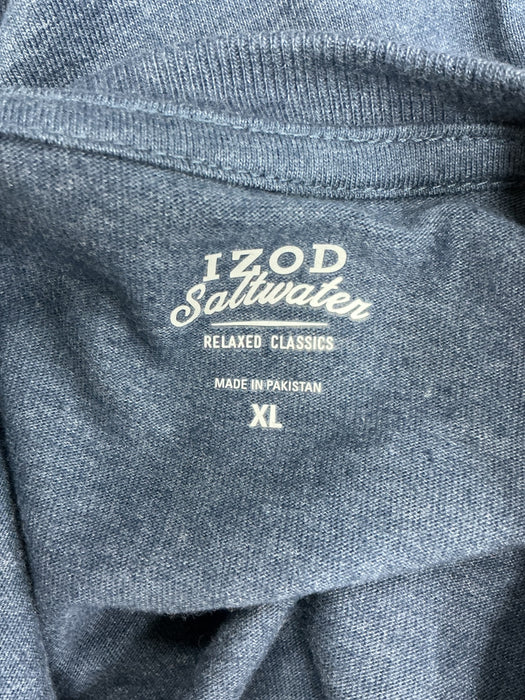 IZOD
Saltwater
RELAXED CLASSICS
MADE IN PAKISTAN
XL